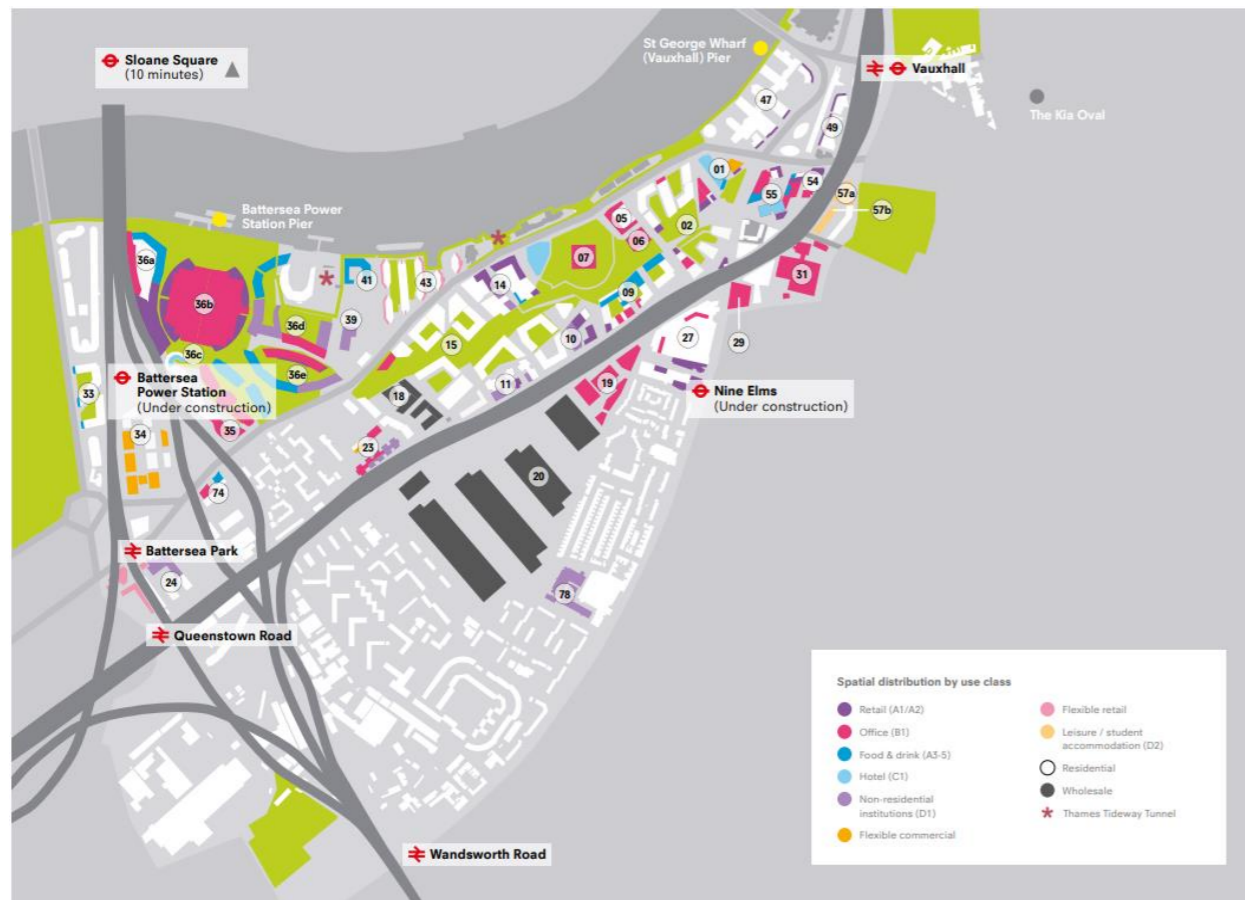 Sloane Square
(10 minutes)
St George Wharf
(Vauxhall) Pier
Vauxhall
The Kia Oval
47
49
01
54
55
57a
57b
Battersea Power
Station Pier
05
02
06
07
36a
41
43
31
14
09
36b
39
36d
29
27
15
10
36c
36e
Battersea
Power Station
(Under construction)
33
11
19
18
Nine Elms
(Under construction)
34
35
23
20
74
Battersea Park
24
78
Queenstown Road
Wandsworth Road
Spatial distribution by use class
Retail (A1/A2)
Office (B1)
Food & drink (A3-5)
Hotel (C1)
Non-residential
institutions (D1)
Flexible commercial
Flexible retail
Leisure / student
accommodation (D2)
Residential
Wholesale
Thames Tideway Tunnel